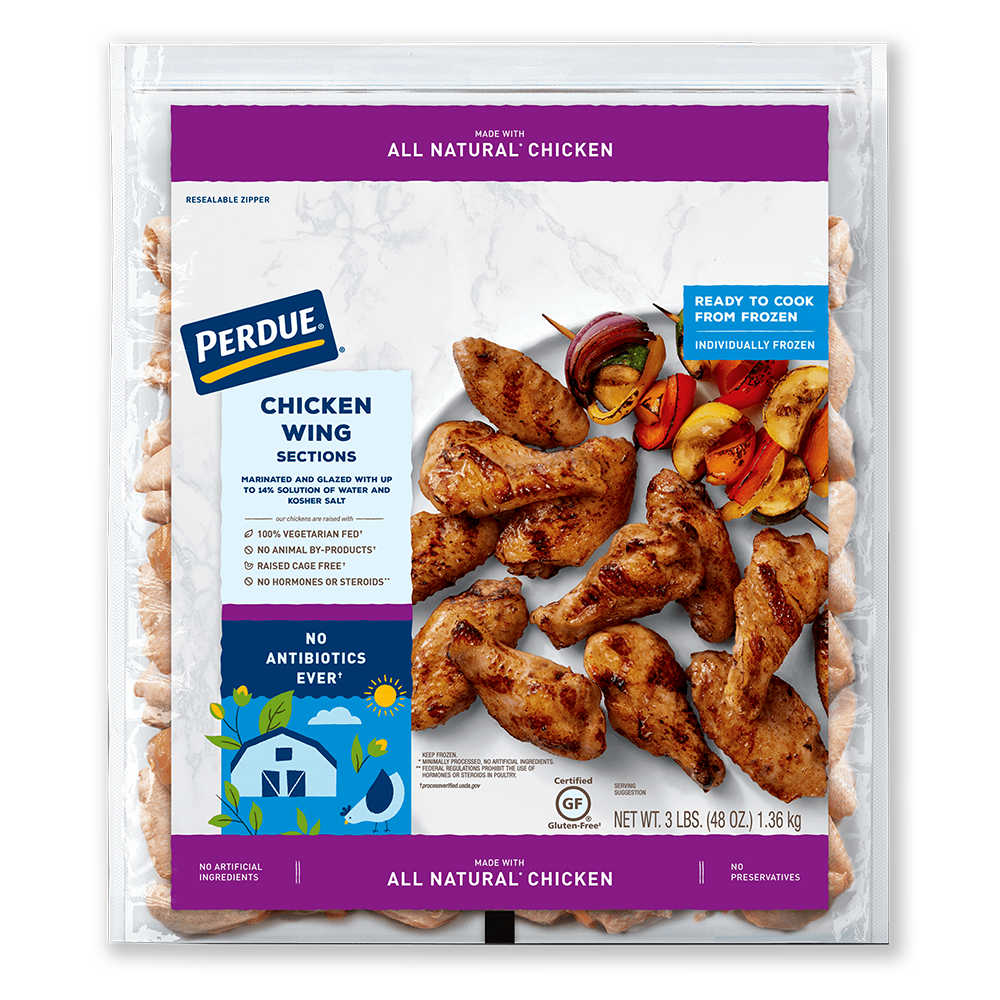 MADE WITH
ALL NATURAL* CHICKEN
RESEALABLE ZIPPER
READY TO COOK
FROM FROZEN
INDIVIDUALLY FROZEN
PERDUE®
®
CHICKEN
WING
SECTIONS
MARINATED AND GLAZED WITH UP
TO 14% SOLUTION OF WATER AND
KOSHER SALT
our chickens are raised with
100% VEGETARIAN FED†
NO ANIMAL BY-PRODUCTS†
RAISED CAGE FREE†
NO HORMONES OR STEROIDS**
NO
ANTIBIOTICS
EVER†
KEEP FROZEN.
* MINIMALLY PROCESSED, NO ARTIFICIAL INGREDIENTS.
** FEDERAL REGULATIONS PROHIBIT THE USE OF
HORMONES OR STEROIDS IN POULTRY.
†processverified.usda.gov
Certified
GF
®
Gluten-Free‡
SERVING
SUGGESTION
NET WT. 3 LBS. (48 OZ.) 1.36 kg
NO ARTIFICIAL
INGREDIENTS
MADE WITH
ALL NATURAL* CHICKEN
NO
PRESERVATIVES